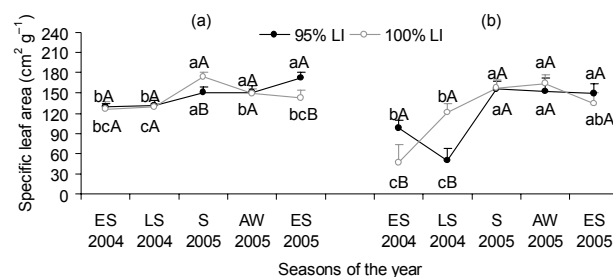 (a) (b)
95% LI 100% LI
Specific leaf area (cm² g⁻¹)
240
210
180
150
120
90
60
30
0
bA bA aA aA aA
bcA cA aB bA bcB
bA bA aA aA aA
cB cB aA aA abA
ES LS S AW ES ES LS S AW ES
2004 2004 2005 2005 2005 2004 2004 2005 2005 2005
Seasons of the year